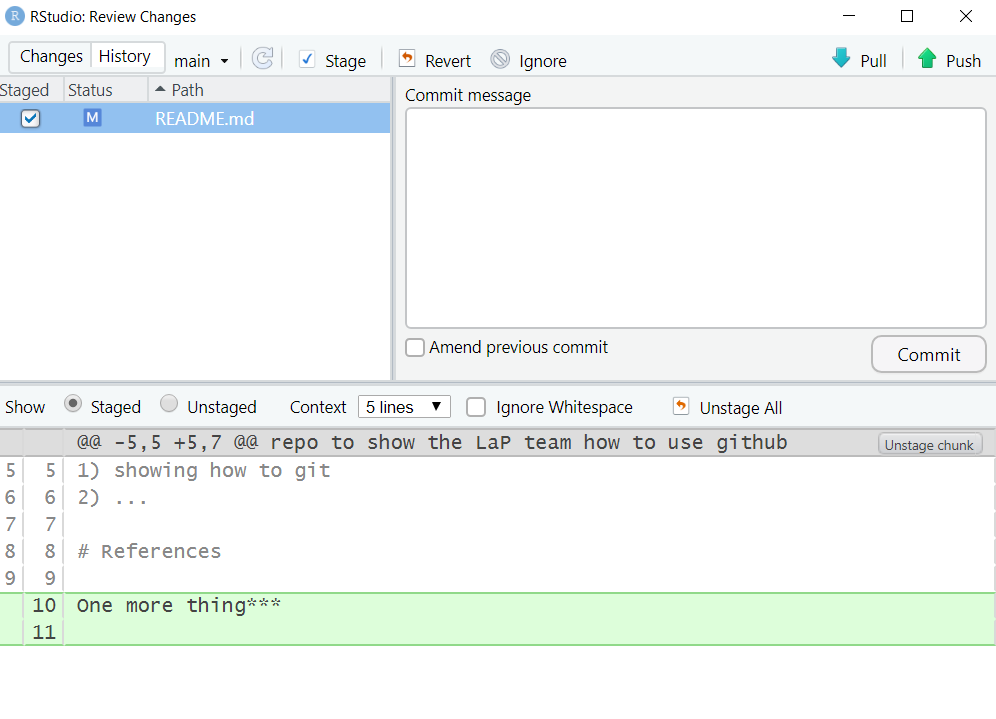 R RStudio: Review Changes
Changes History main Stage Revert Ignore Pull Push
Staged Status Path
M README.md
Commit message
Amend previous commit Commit
Show Staged Unstaged Context 5 lines Ignore Whitespace Unstage All
@@ -5,5 +5,7 @@ repo to show the LaP team how to use github Unstage chunk
5 5 1) showing how to git
6 6 2) ...
7 7
8 8 # References
9 9
10 One more thing***
11